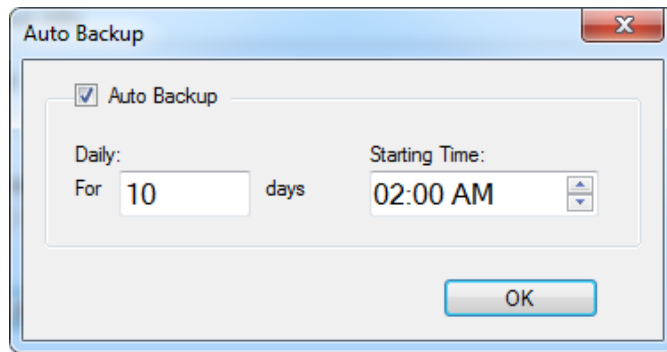 Auto Backup
Auto Backup
Daily: Starting Time:
For 10 days 02:00 AM
OK